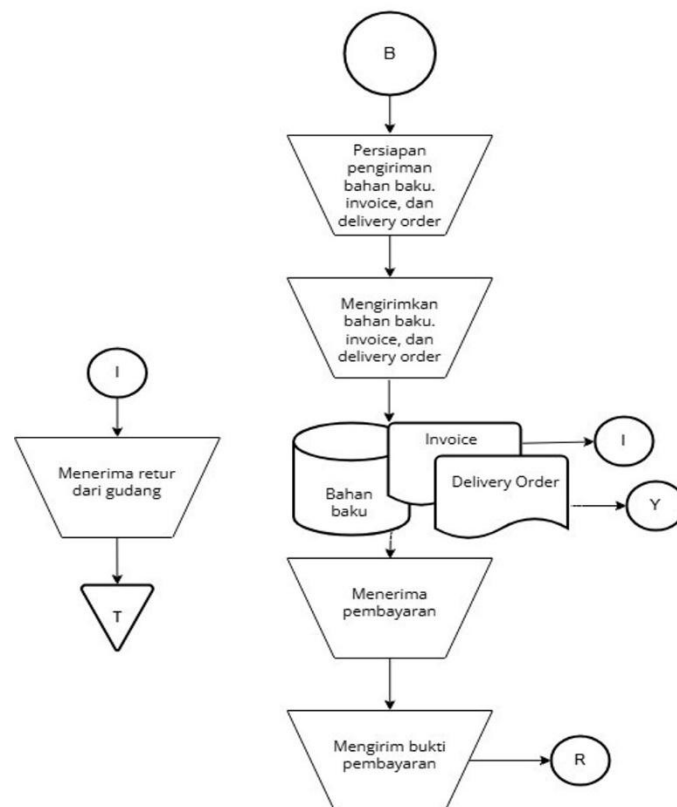 B
Persiapan
pengiriman
bahan baku.
invoice, dan
delivery order
Mengirimkan
bahan baku.
invoice, dan
delivery order
I
Menerima retur
dari gudang
T
Invoice
I
Delivery Order
Y
Bahan
baku
Menerima
pembayaran
Mengirim bukti
pembayaran
R